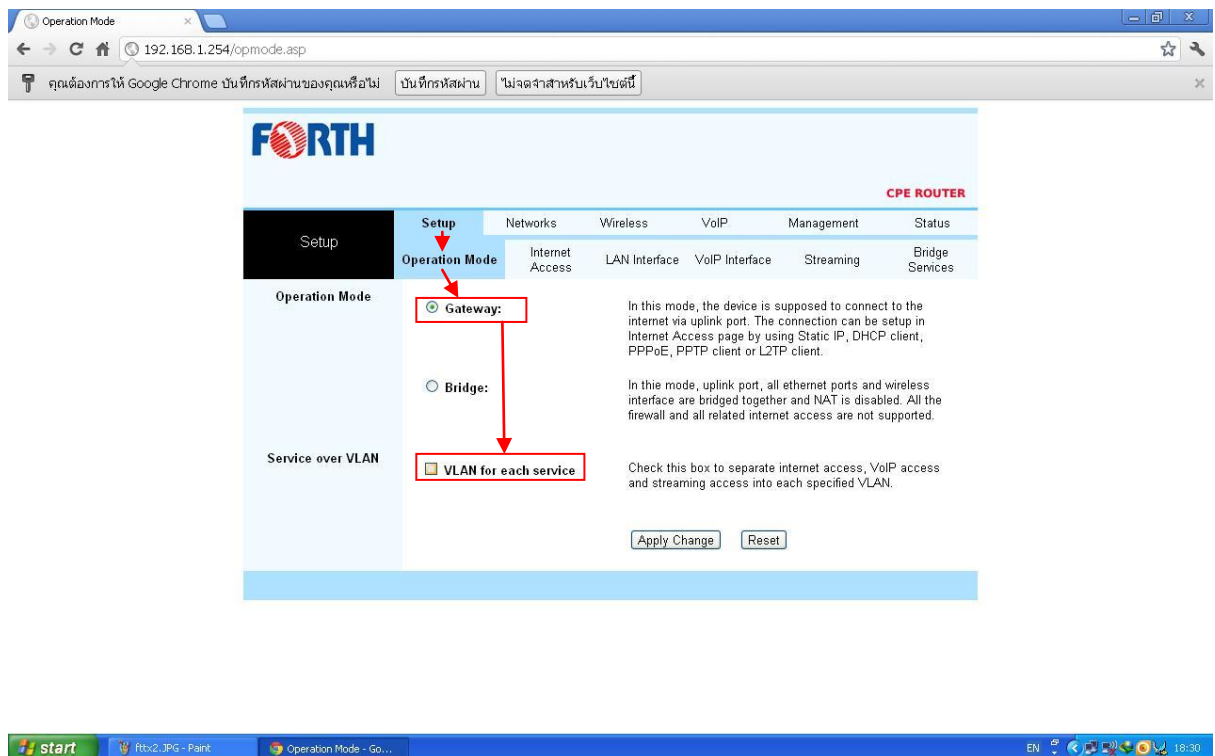 Operation Mode
192.168.1.254/opmode.asp
คุณต้องการให้ Google Chrome บันทึกรหัสผ่านของคุณหรือไม่ บันทึกรหัสผ่าน ไม่จดจำสำหรับเว็บไซต์นี้
FORTH
CPE ROUTER
Setup
Setup Networks Wireless VoIP Management Status
Operation Mode Internet Access LAN Interface VoIP Interface Streaming Bridge Services
Operation Mode
Gateway:
In this mode, the device is supposed to connect to the
internet via uplink port. The connection can be setup in
Internet Access page by using Static IP, DHCP client,
PPPoE, PPTP client or L2TP client.
Bridge:
In thie mode, uplink port, all ethernet ports and wireless
interface are bridged together and NAT is disabled. All the
firewall and all related internet access are not supported.
Service over VLAN
VLAN for each service
Check this box to separate internet access, VoIP access
and streaming access into each specified VLAN.
Apply Change Reset
start fttx2.JPG - Paint Operation Mode - Go... EN 18:30